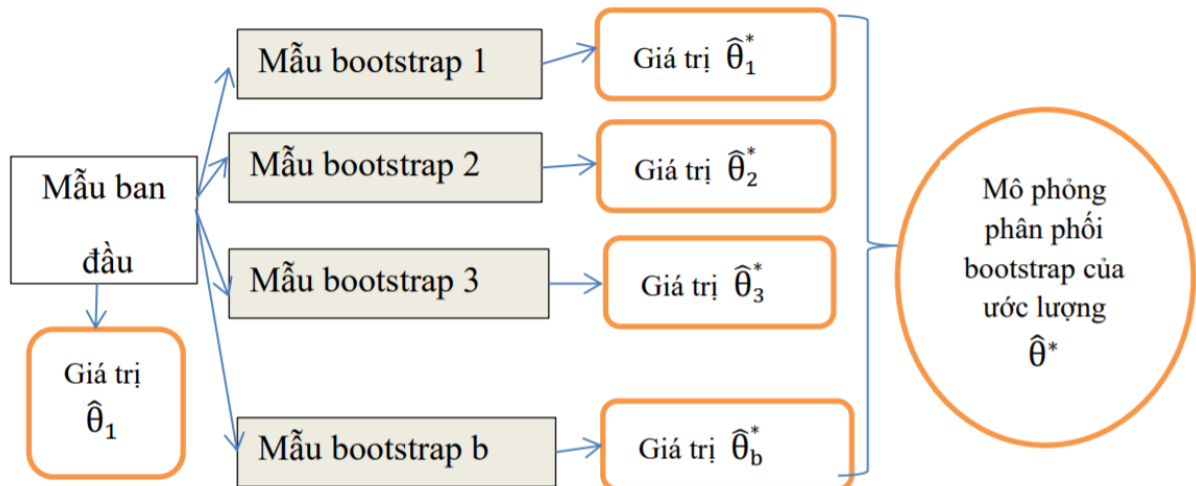 Mẫu ban
đầu
Giá trị
θ̂₁
Mẫu bootstrap 1
Giá trị θ̂₁*
Mẫu bootstrap 2
Giá trị θ̂₂*
Mẫu bootstrap 3
Giá trị θ̂₃*
Mẫu bootstrap b
Giá trị θ̂_b*
Mô phỏng
phân phối
bootstrap của
ước lượng
θ̂*